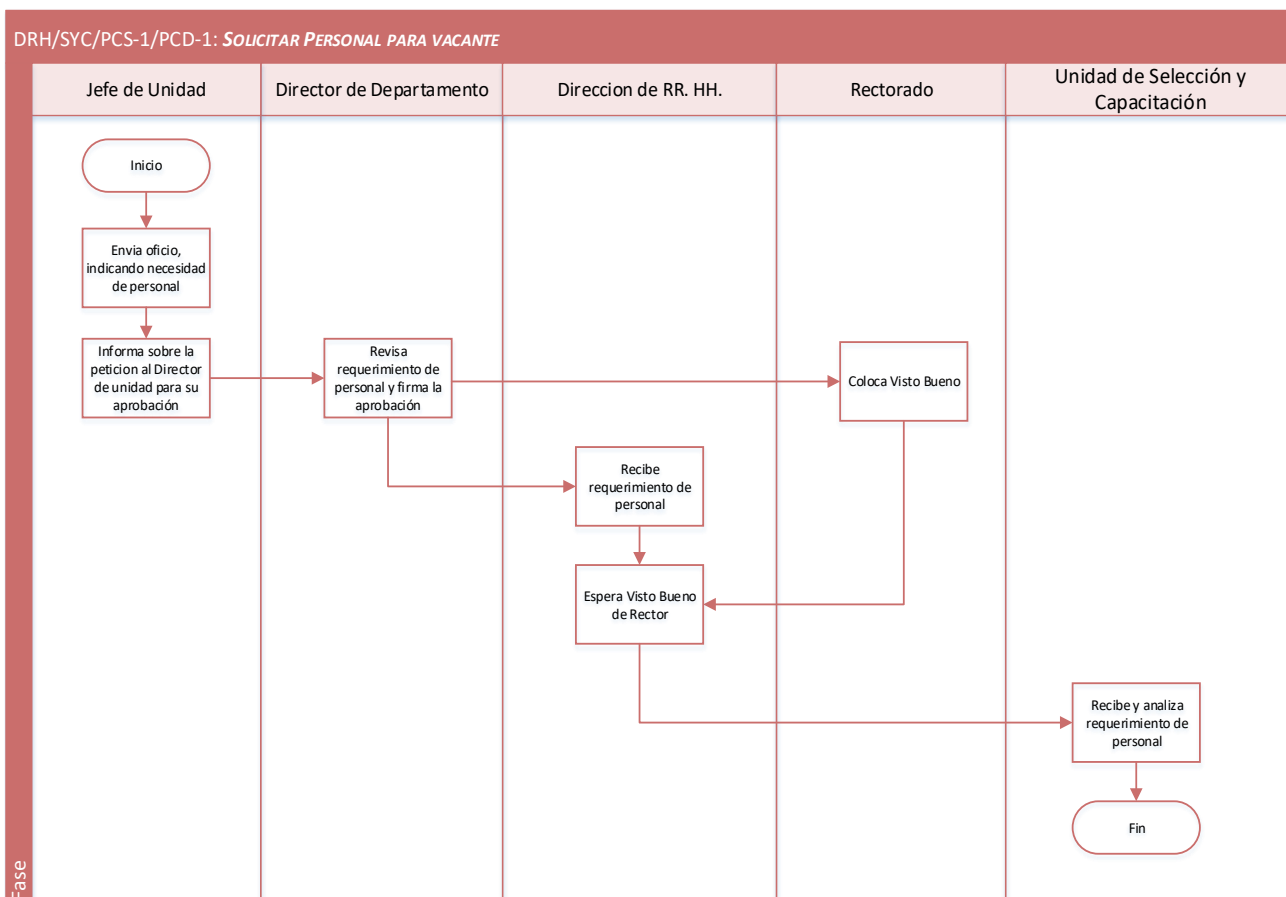 DRH/SYC/PCS-1/PCD-1: SOLICITAR PERSONAL PARA VACANTE
Jefe de Unidad
Director de Departamento
Direccion de RR. HH.
Rectorado
Unidad de Selección y
Capacitación
Inicio
Envia oficio,
indicando necesidad
de personal
Informa sobre la
peticion al Director
de unidad para su
aprobación
Revisa
requerimiento de
personal y firma la
aprobación
Coloca Visto Bueno
Recibe
requerimiento de
personal
Espera Visto Bueno
de Rector
Recibe y analiza
requerimiento de
personal
Fin
Fase